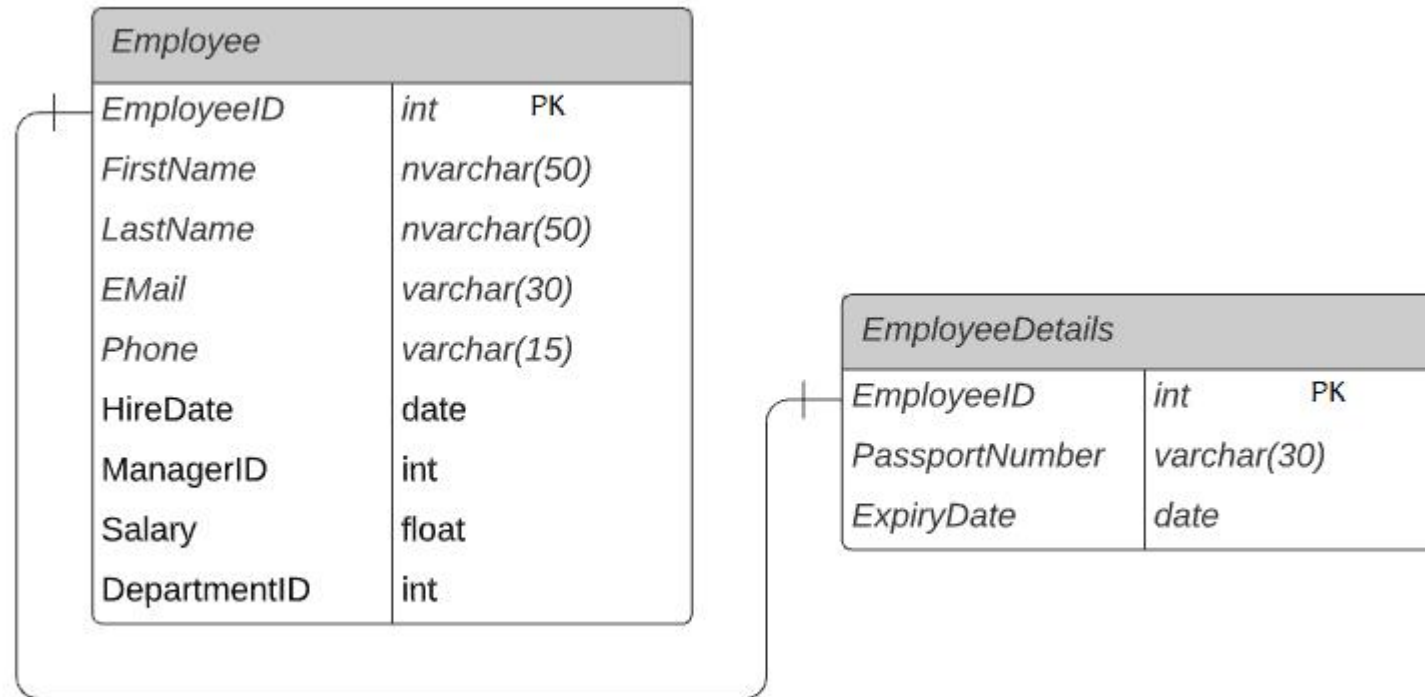 Employee
EmployeeID int PK
FirstName nvarchar(50)
LastName nvarchar(50)
EMail varchar(30)
Phone varchar(15)
HireDate date
ManagerID int
Salary float
DepartmentID int
EmployeeDetails
EmployeeID int PK
PassportNumber varchar(30)
ExpiryDate date